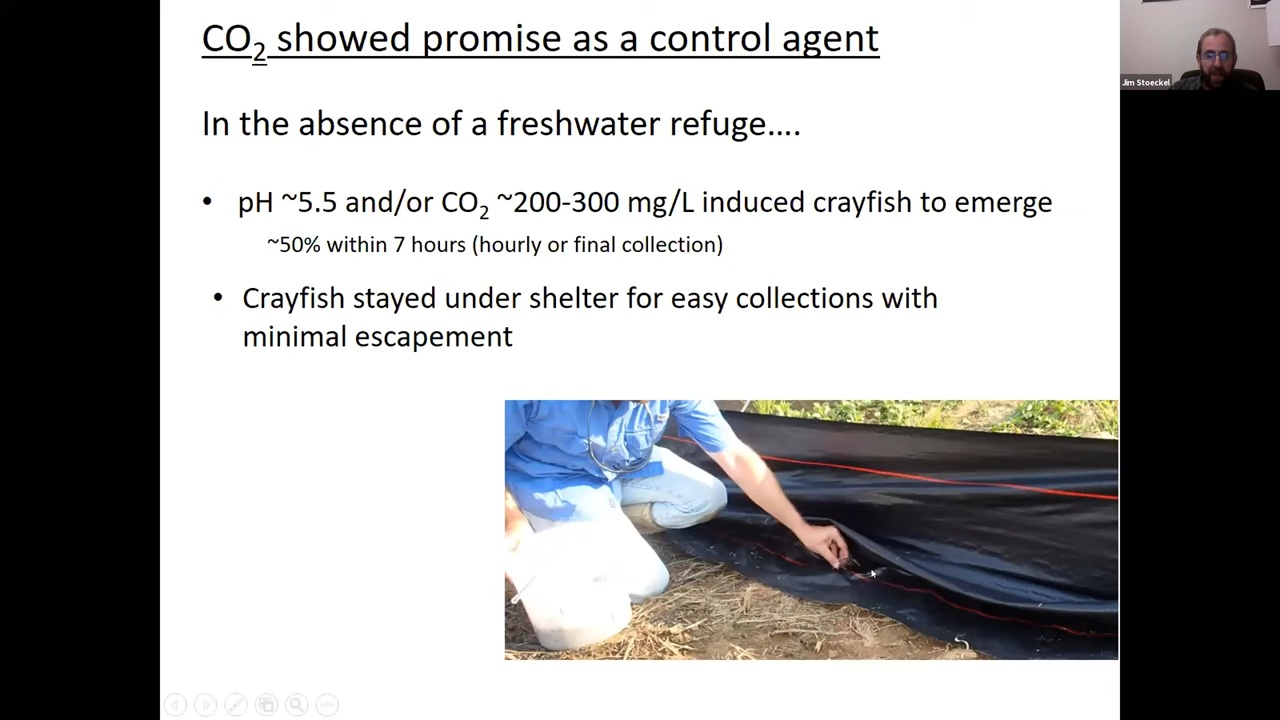 CO₂ showed promise as a control agent
Jim Stoeckel
In the absence of a freshwater refuge....
• pH ~5.5 and/or CO₂ ~200-300 mg/L induced crayfish to emerge
~50% within 7 hours (hourly or final collection)
• Crayfish stayed under shelter for easy collections with
minimal escapement